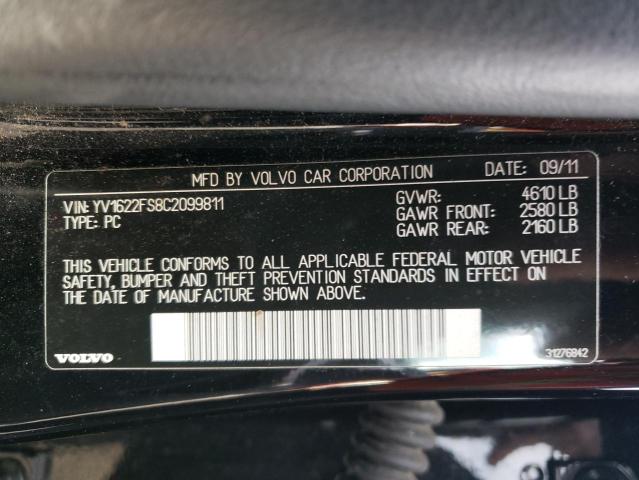 MFD BY VOLVO CAR CORPORATION DATE: 09/11
VIN: YV1622FS8C2099811 GVWR: 4610 LB
TYPE: PC GAWR FRONT: 2580 LB
GAWR REAR: 2160 LB
THIS VEHICLE CONFORMS TO ALL APPLICABLE FEDERAL MOTOR VEHICLE
SAFETY, BUMPER AND THEFT PREVENTION STANDARDS IN EFFECT ON
THE DATE OF MANUFACTURE SHOWN ABOVE.
VOLVO 31276842